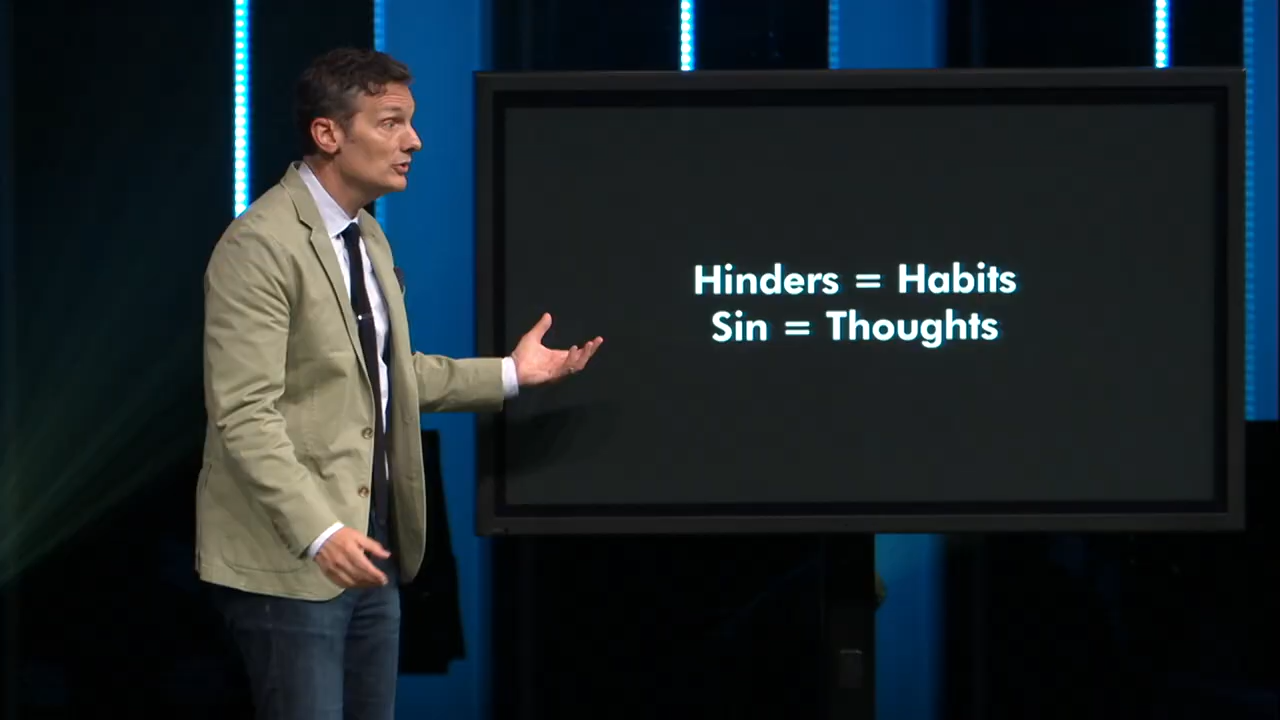 Hinders = Habits
Sin = Thoughts